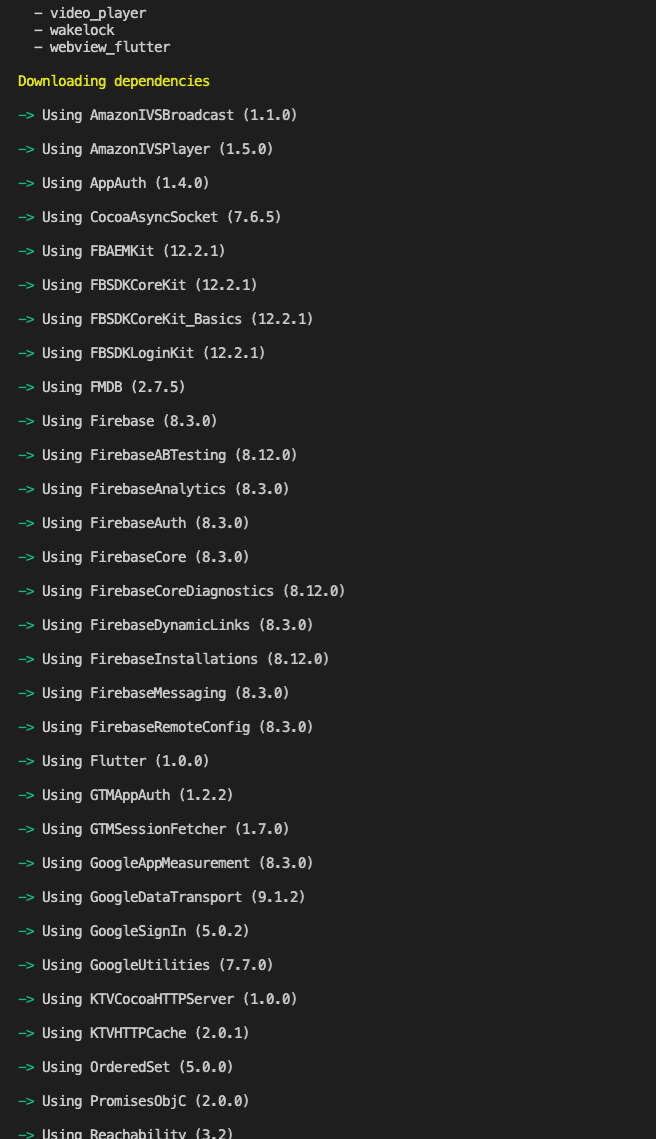 - video_player
- wakelock
- webview_flutter
Downloading dependencies
-> Using AmazonIVSBroadcast (1.1.0)
-> Using AmazonIVSPlayer (1.5.0)
-> Using AppAuth (1.4.0)
-> Using CocoaAsyncSocket (7.6.5)
-> Using FBAEMKit (12.2.1)
-> Using FBSDKCoreKit (12.2.1)
-> Using FBSDKCoreKit_Basics (12.2.1)
-> Using FBSDKLoginKit (12.2.1)
-> Using FMDB (2.7.5)
-> Using Firebase (8.3.0)
-> Using FirebaseABTesting (8.12.0)
-> Using FirebaseAnalytics (8.3.0)
-> Using FirebaseAuth (8.3.0)
-> Using FirebaseCore (8.3.0)
-> Using FirebaseCoreDiagnostics (8.12.0)
-> Using FirebaseDynamicLinks (8.3.0)
-> Using FirebaseInstallations (8.12.0)
-> Using FirebaseMessaging (8.3.0)
-> Using FirebaseRemoteConfig (8.3.0)
-> Using Flutter (1.0.0)
-> Using GTMAppAuth (1.2.2)
-> Using GTMSessionFetcher (1.7.0)
-> Using GoogleAppMeasurement (8.3.0)
-> Using GoogleDataTransport (9.1.2)
-> Using GoogleSignIn (5.0.2)
-> Using GoogleUtilities (7.7.0)
-> Using KTVCocoaHTTPServer (1.0.0)
-> Using KTVHTTPCache (2.0.1)
-> Using OrderedSet (5.0.0)
-> Using PromisesObjC (2.0.0)
-> Using Reachability (3.2)